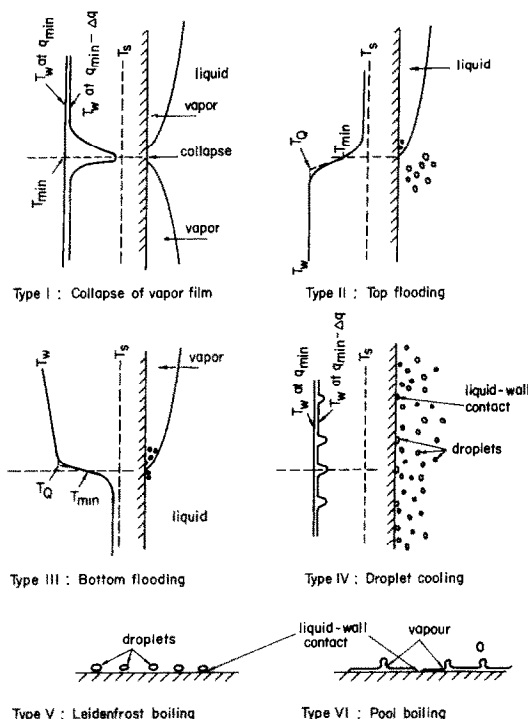 T_w at q_min
T_w at q_min - Δq
T_s
liquid
vapor
collapse
T_min
vapor
Type I : Collapse of vapor film
T_s
liquid
T_Q
T_min
T_w
Type II : Top flooding
T_w
T_s
vapor
T_Q
T_min
liquid
Type III : Bottom flooding
T_w at q_min
T_w at q_min - Δq
T_s
liquid-wall
contact
droplets
Type IV : Droplet cooling
droplets
liquid-wall
contact
vapour
Type V : Leidenfrost boiling
Type VI : Pool boiling